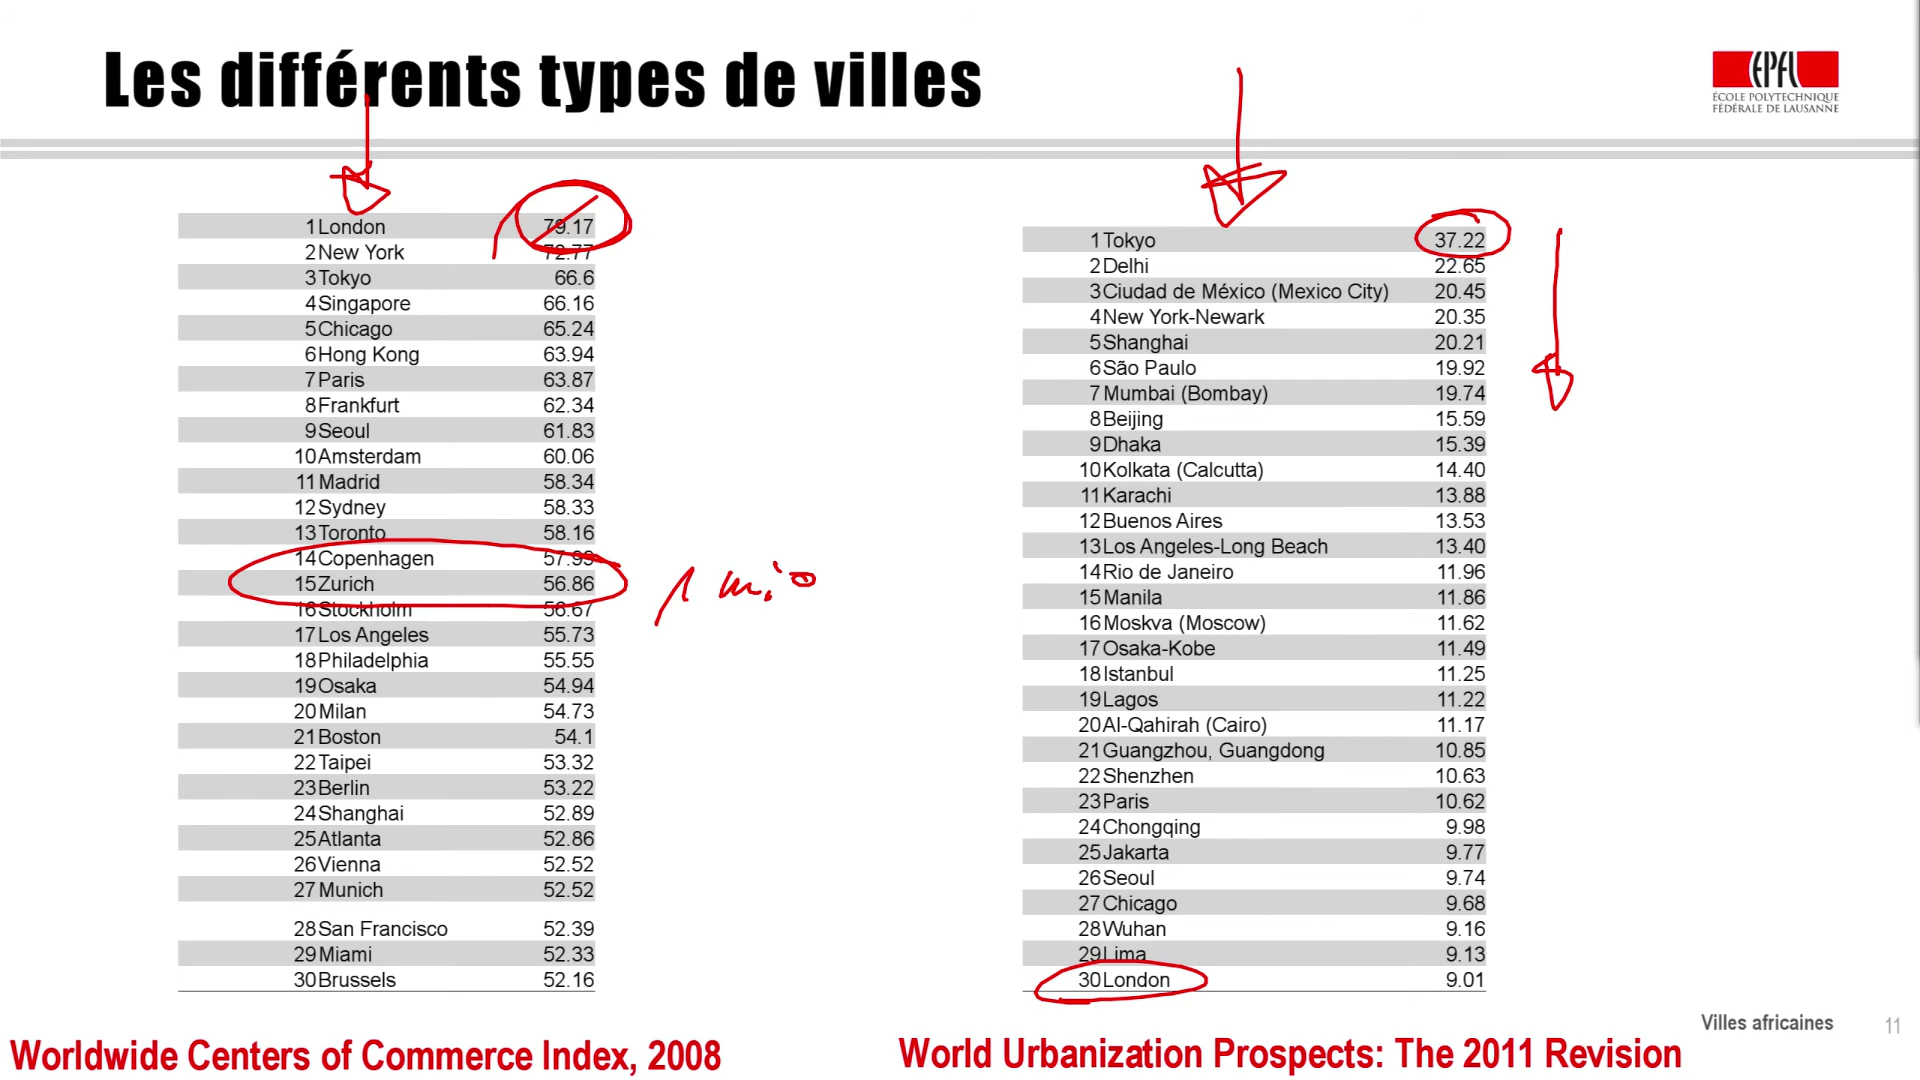 Les différents types de villes
EPFL
ÉCOLE POLYTECHNIQUE
FÉDÉRALE DE LAUSANNE
1 London 79.17
2 New York 72.77
3 Tokyo 66.6
4 Singapore 66.16
5 Chicago 65.24
6 Hong Kong 63.94
7 Paris 63.87
8 Frankfurt 62.34
9 Seoul 61.83
10 Amsterdam 60.06
11 Madrid 58.34
12 Sydney 58.33
13 Toronto 58.16
14 Copenhagen 57.99
15 Zurich 56.86
16 Stockholm 56.67
17 Los Angeles 55.73
18 Philadelphia 55.55
19 Osaka 54.94
20 Milan 54.73
21 Boston 54.1
22 Taipei 53.32
23 Berlin 53.22
24 Shanghai 52.89
25 Atlanta 52.86
26 Vienna 52.52
27 Munich 52.52
28 San Francisco 52.39
29 Miami 52.33
30 Brussels 52.16
1 mio
1 Tokyo 37.22
2 Delhi 22.65
3 Ciudad de México (Mexico City) 20.45
4 New York-Newark 20.35
5 Shanghai 20.21
6 São Paulo 19.92
7 Mumbai (Bombay) 19.74
8 Beijing 15.59
9 Dhaka 15.39
10 Kolkata (Calcutta) 14.40
11 Karachi 13.88
12 Buenos Aires 13.53
13 Los Angeles-Long Beach 13.40
14 Rio de Janeiro 11.96
15 Manila 11.86
16 Moskva (Moscow) 11.62
17 Osaka-Kobe 11.49
18 Istanbul 11.25
19 Lagos 11.22
20 Al-Qahirah (Cairo) 11.17
21 Guangzhou, Guangdong 10.85
22 Shenzhen 10.63
23 Paris 10.62
24 Chongqing 9.98
25 Jakarta 9.77
26 Seoul 9.74
27 Chicago 9.68
28 Wuhan 9.16
29 Lima 9.13
30 London 9.01
Worldwide Centers of Commerce Index, 2008
World Urbanization Prospects: The 2011 Revision
Villes africaines 11